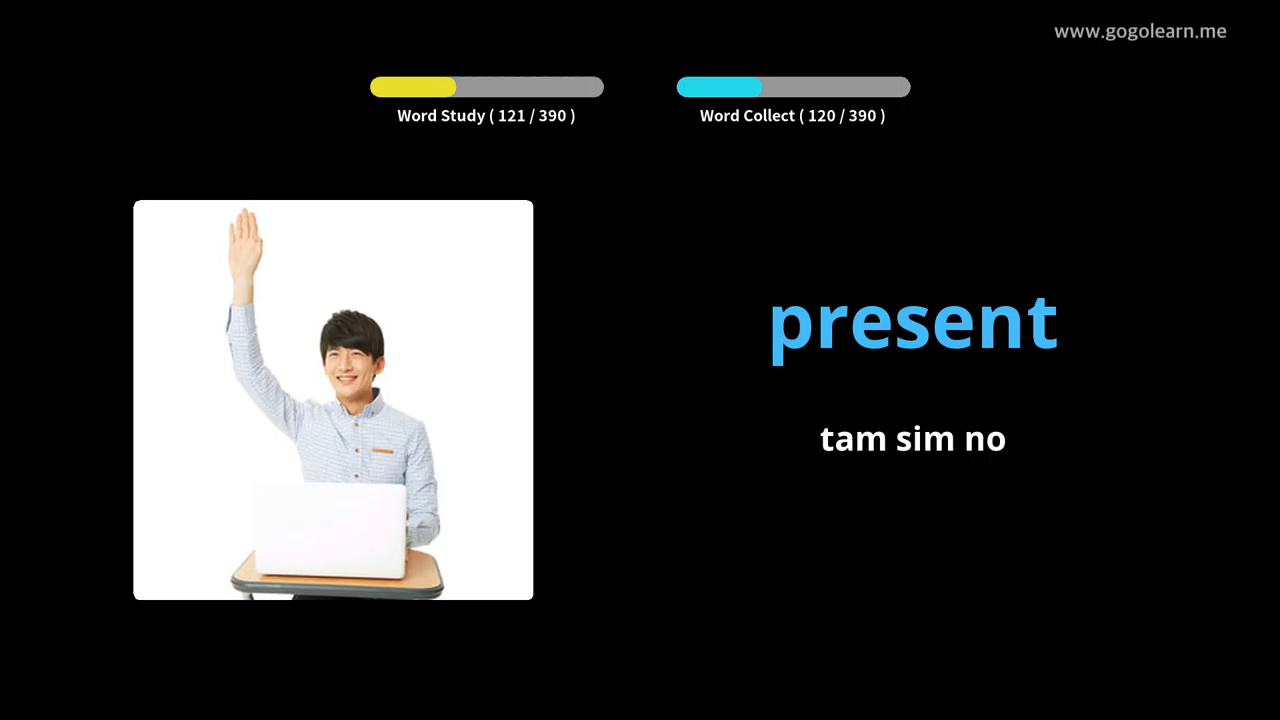 www.gogolearn.me
Word Study ( 121 / 390 )
Word Collect ( 120 / 390 )
present
tam sim no